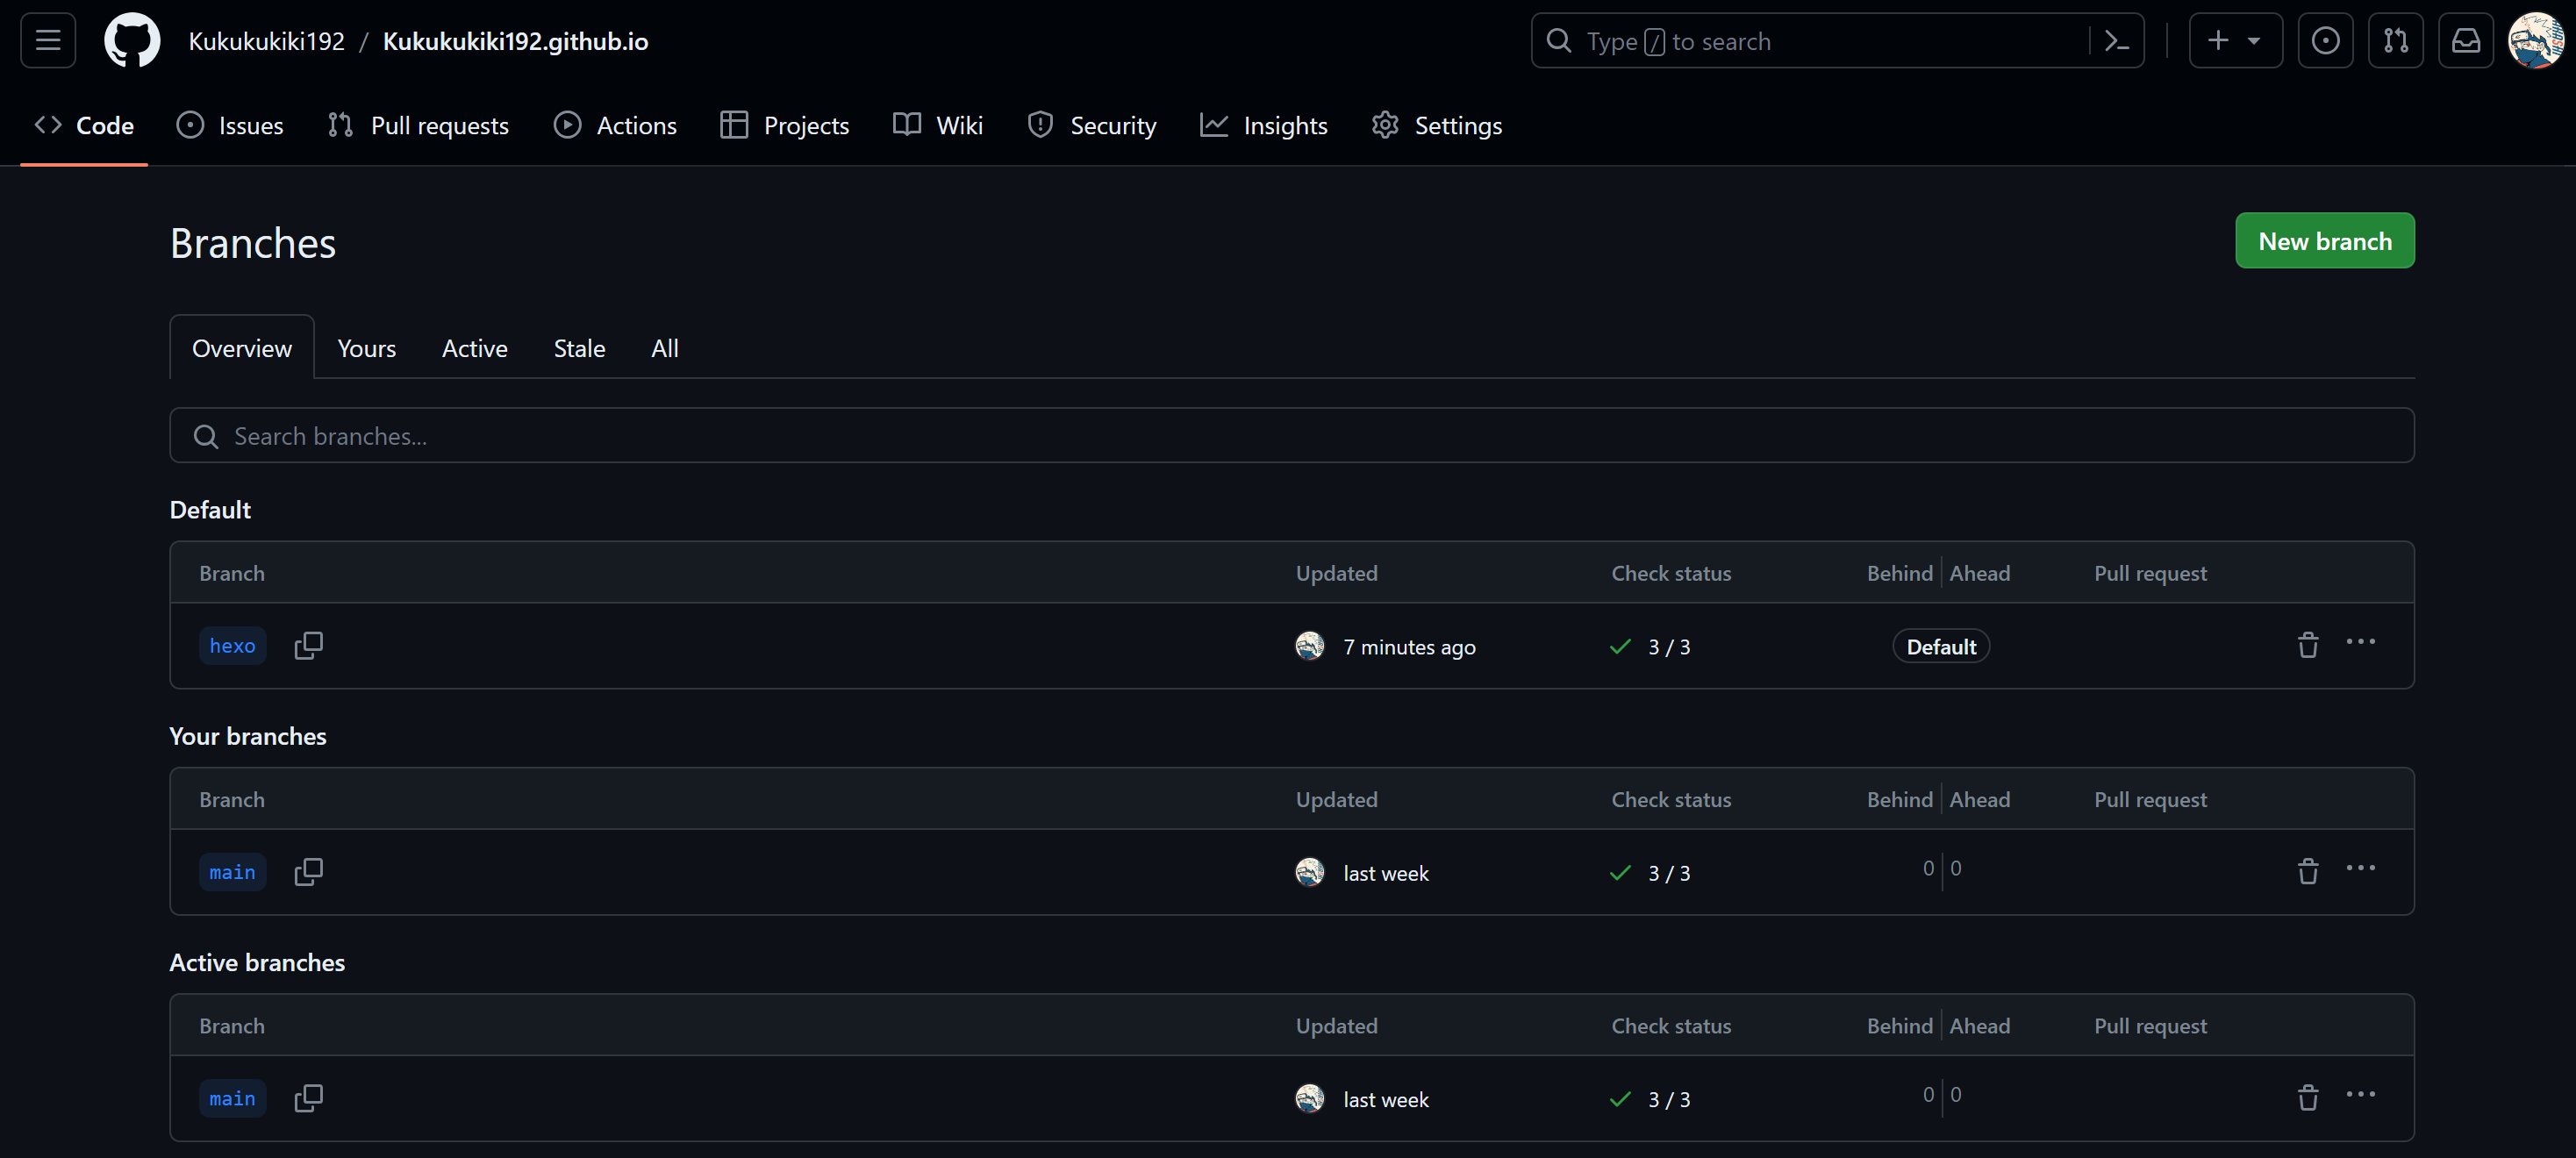 Kukukukiki192 / Kukukukiki192.github.io
Type / to search
Code Issues Pull requests Actions Projects Wiki Security Insights Settings
Branches
New branch
Overview Yours Active Stale All
Search branches...
Default
Branch Updated Check status Behind Ahead Pull request
hexo 7 minutes ago 3 / 3 Default
Your branches
Branch Updated Check status Behind Ahead Pull request
main last week 3 / 3 0 0
Active branches
Branch Updated Check status Behind Ahead Pull request
main last week 3 / 3 0 0